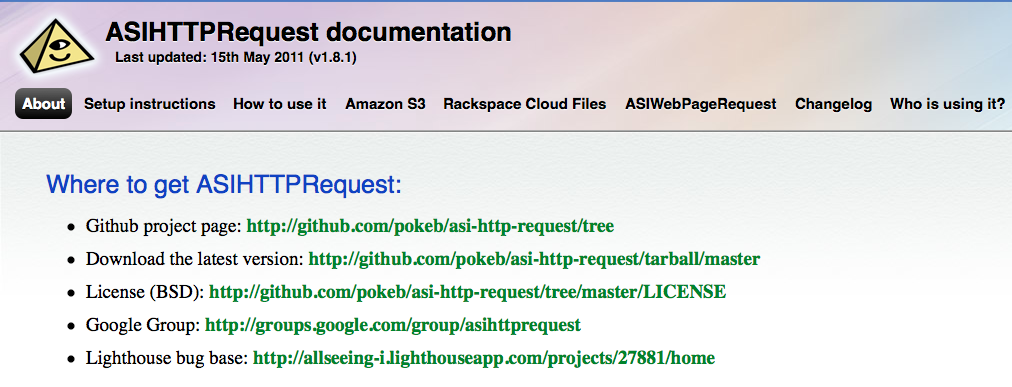 ASIHTTPRequest documentation
Last updated: 15th May 2011 (v1.8.1)
About Setup instructions How to use it Amazon S3 Rackspace Cloud Files ASIWebPageRequest Changelog Who is using it?
Where to get ASIHTTPRequest:
• Github project page: http://github.com/pokeb/asi-http-request/tree
• Download the latest version: http://github.com/pokeb/asi-http-request/tarball/master
• License (BSD): http://github.com/pokeb/asi-http-request/tree/master/LICENSE
• Google Group: http://groups.google.com/group/asihttprequest
• Lighthouse bug base: http://allseeing-i.lighthouseapp.com/projects/27881/home